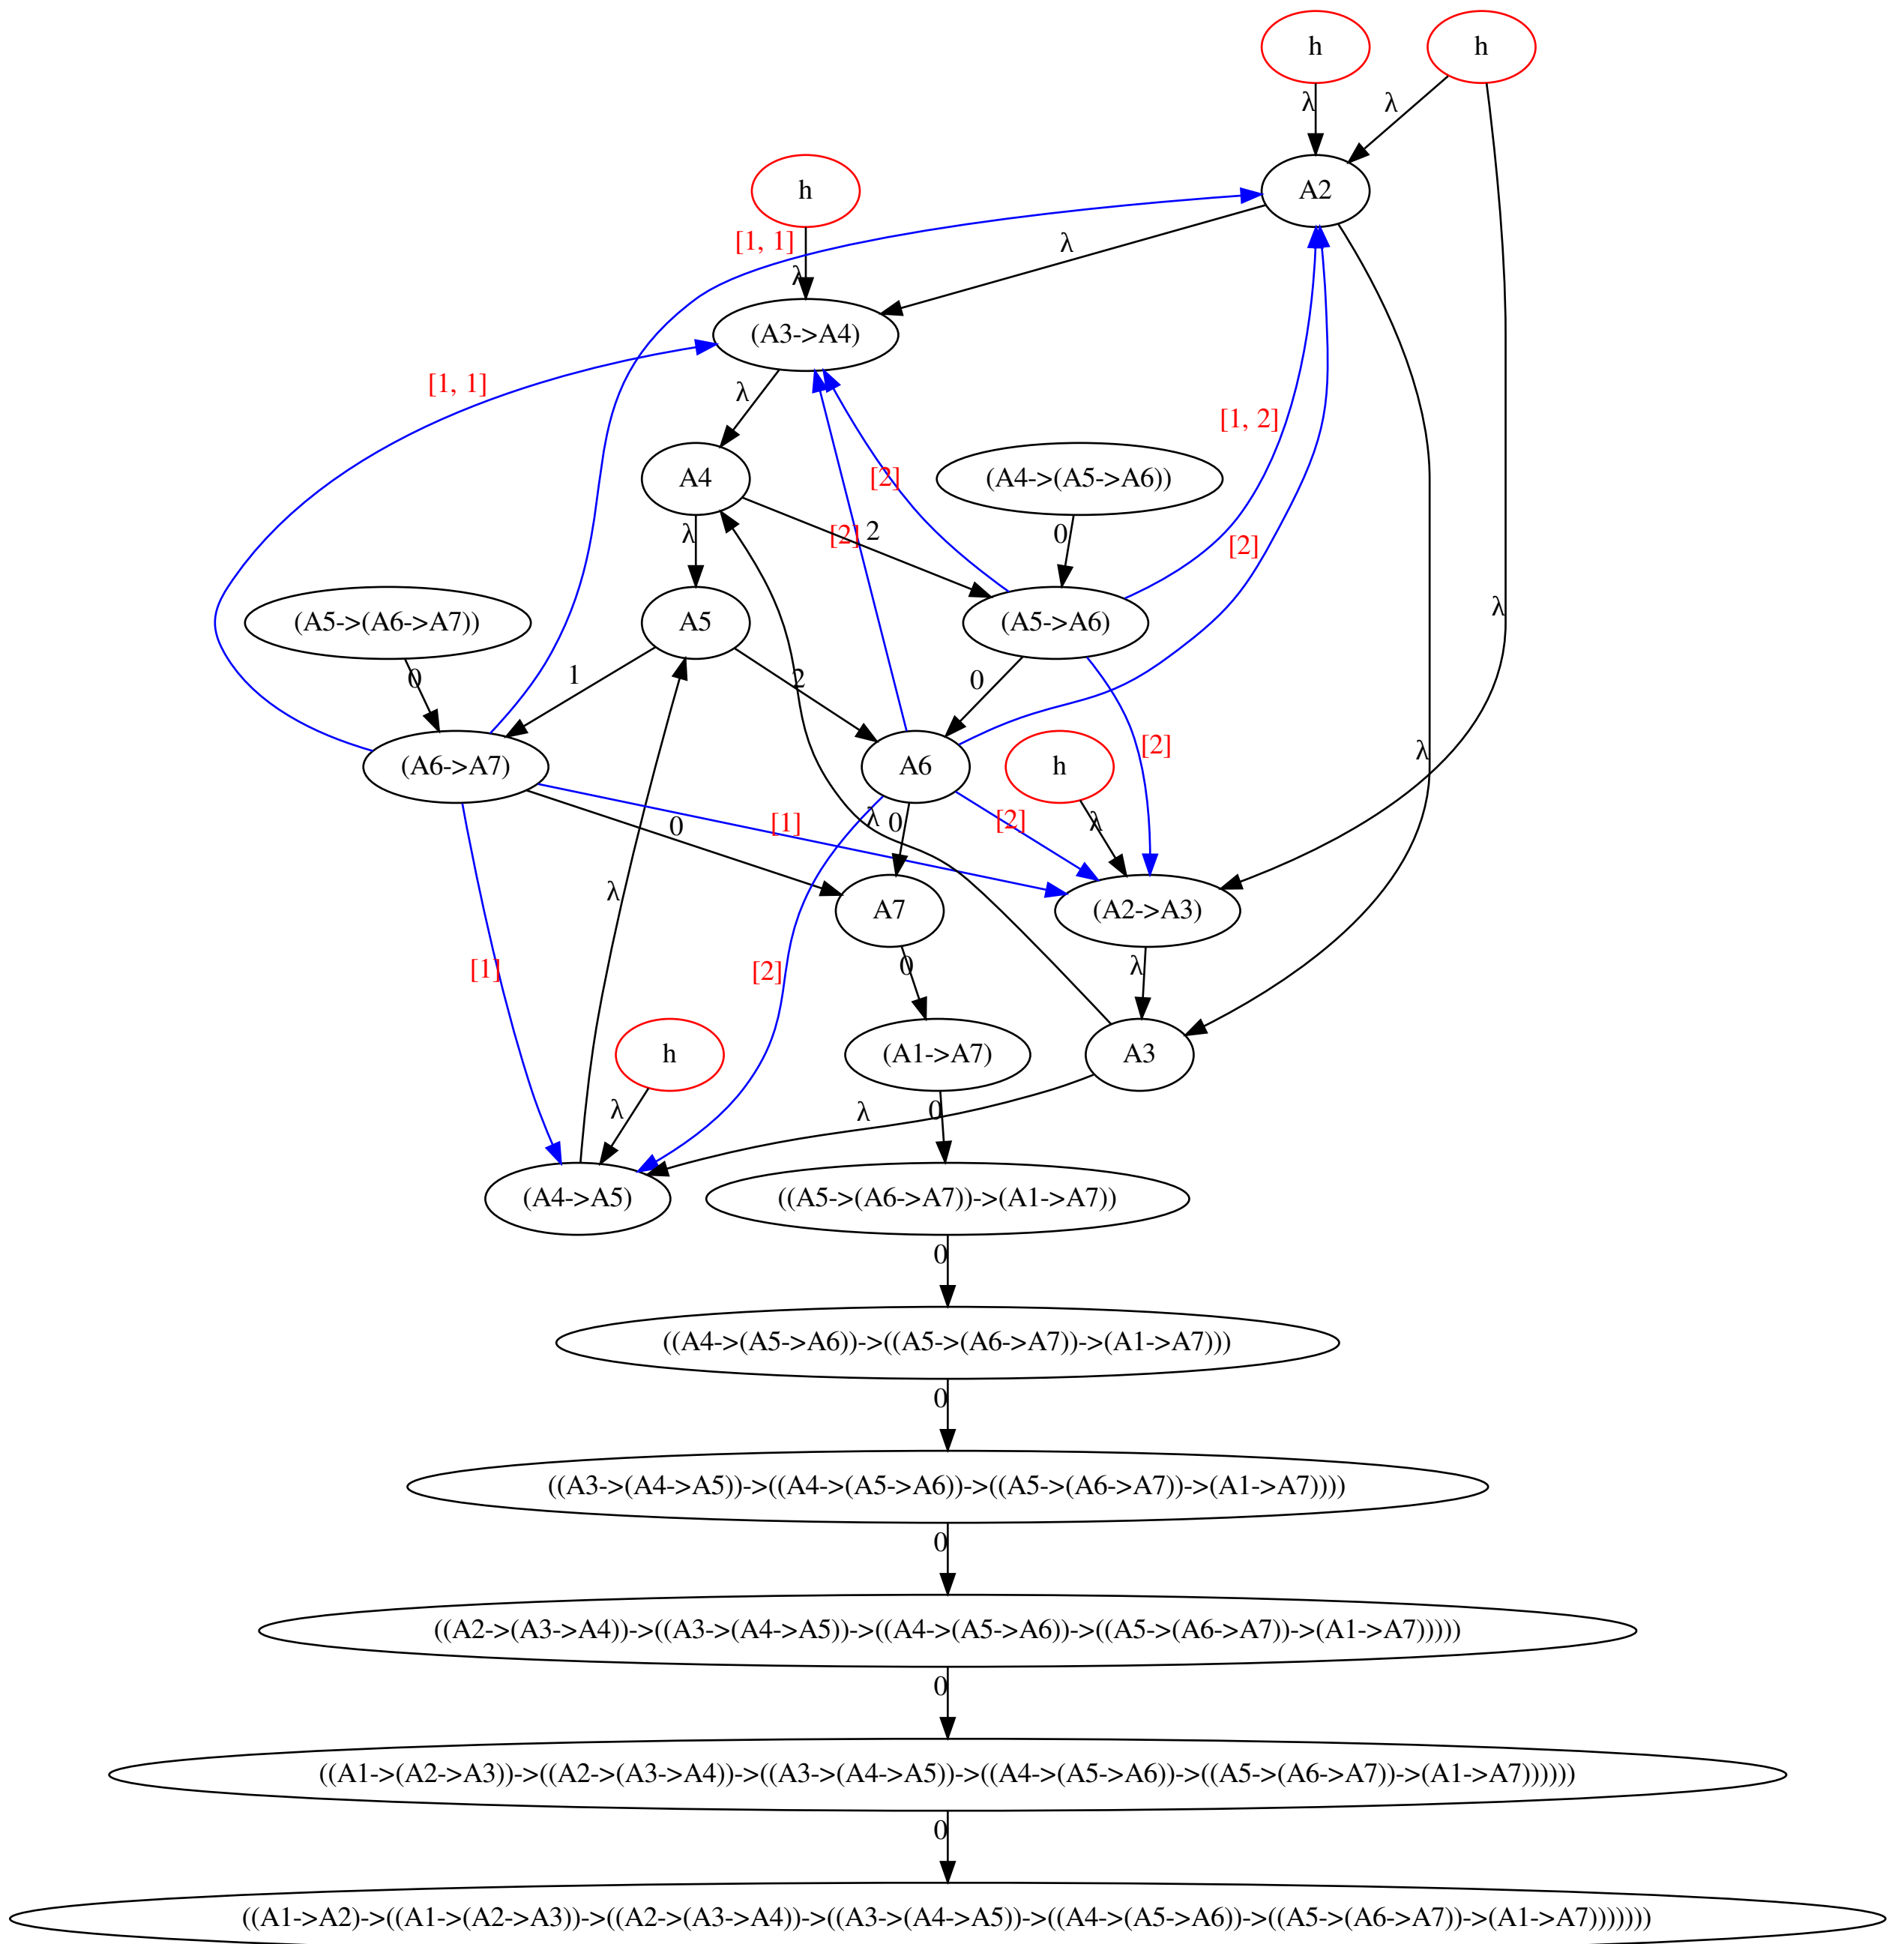 h
h
λ
λ
h
A2
[1, 1]
λ
λ
(A3->A4)
[1, 1]
λ
[1, 2]
A4
[2]
(A4->(A5->A6))
λ
[2]
2
0
[2]
(A5->(A6->A7))
A5
(A5->A6)
λ
0
1
2
0
(A6->A7)
A6
h
[2]
λ
[1]
0
λ
0
[2]
λ
λ
A7
(A2->A3)
[1]
[2]
0
λ
h
(A1->A7)
A3
λ
λ
0
(A4->A5)
((A5->(A6->A7))->(A1->A7))
0
((A4->(A5->A6))->((A5->(A6->A7))->(A1->A7)))
0
((A3->(A4->A5))->((A4->(A5->A6))->((A5->(A6->A7))->(A1->A7))))
0
((A2->(A3->A4))->((A3->(A4->A5))->((A4->(A5->A6))->((A5->(A6->A7))->(A1->A7)))))
0
((A1->(A2->A3))->((A2->(A3->A4))->((A3->(A4->A5))->((A4->(A5->A6))->((A5->(A6->A7))->(A1->A7))))))
0
((A1->A2)->((A1->(A2->A3))->((A2->(A3->A4))->((A3->(A4->A5))->((A4->(A5->A6))->((A5->(A6->A7))->(A1->A7)))))))